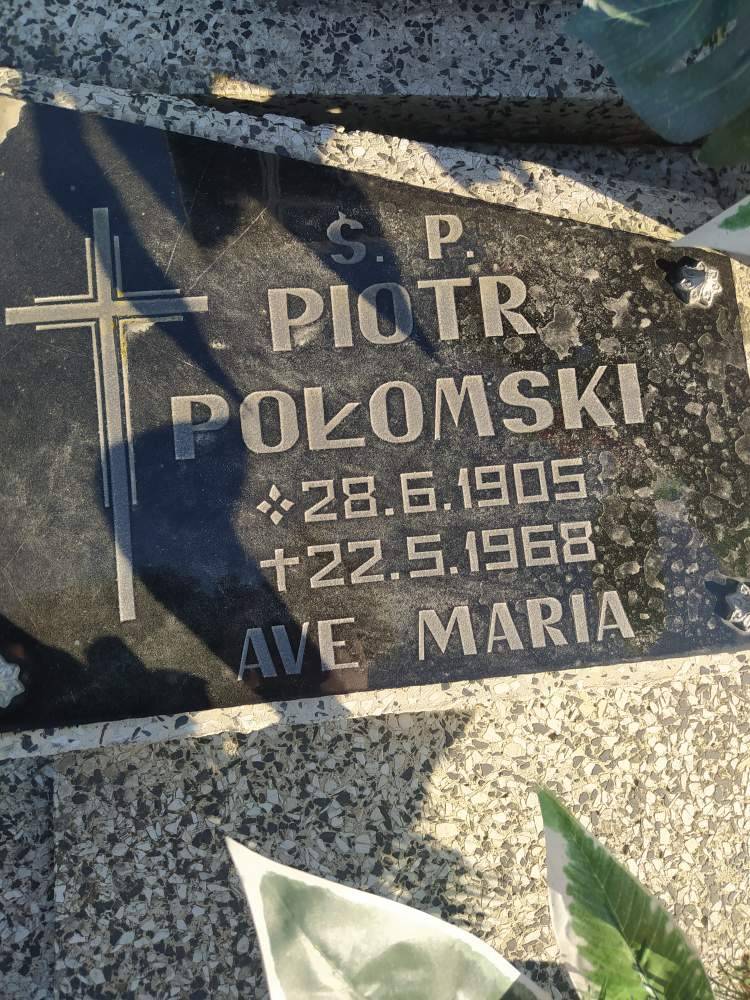 Ś. P.
PIOTR
POŁOMSKI
28.6.1905
†22.5.1968
AVE MARIA